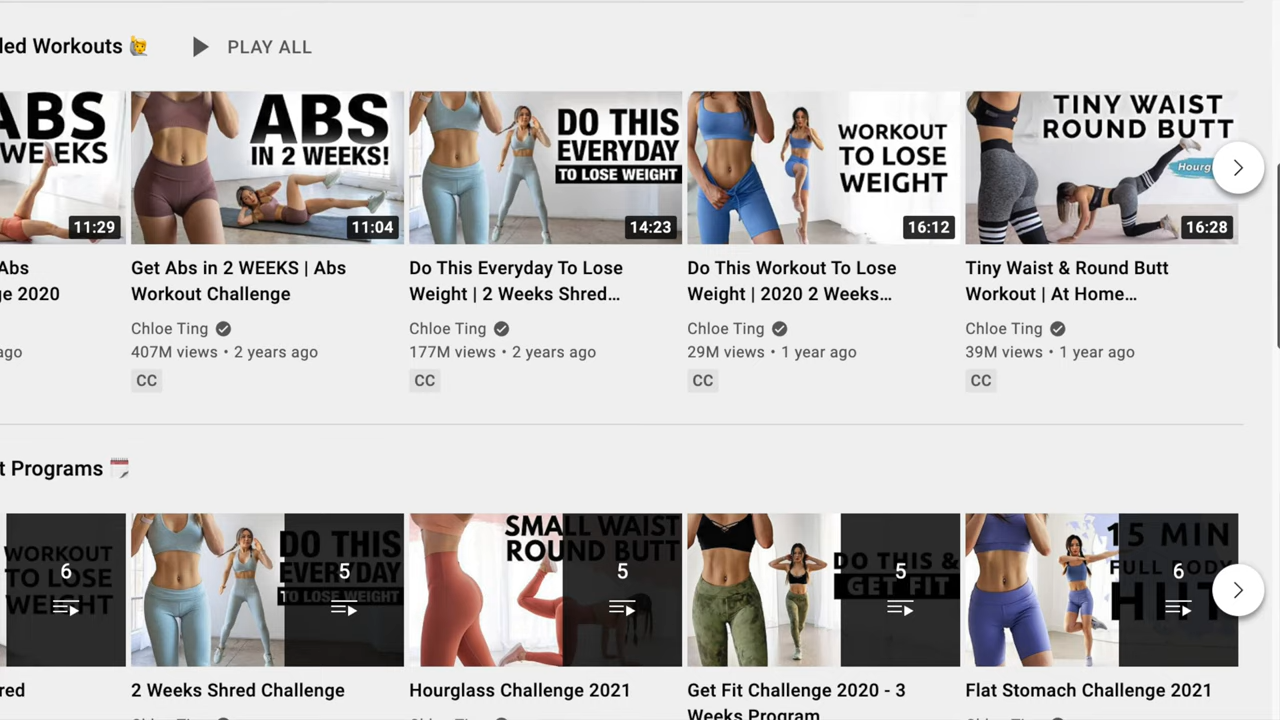 led Workouts 🙋‍♂️ PLAY ALL
ABS
WEEKS
11:29
ABS
IN 2 WEEKS!
11:04
DO THIS
EVERYDAY
TO LOSE WEIGHT
14:23
WORKOUT
TO LOSE
WEIGHT
16:12
TINY WAIST
ROUND BUTT
Hourg
16:28
Abs
ge 2020
ago
Get Abs in 2 WEEKS | Abs
Workout Challenge
Chloe Ting
407M views • 2 years ago
CC
Do This Everyday To Lose
Weight | 2 Weeks Shred...
Chloe Ting
177M views • 2 years ago
CC
Do This Workout To Lose
Weight | 2020 2 Weeks...
Chloe Ting
29M views • 1 year ago
CC
Tiny Waist & Round Butt
Workout | At Home...
Chloe Ting
39M views • 1 year ago
CC
t Programs 🗓️
WORKOUT
TO LOSE
WEIGHT
6
DO THIS
EVERYDAY
TO LOSE WEIGHT
5
SMALL WAIST
ROUND BUTT
5
DO THIS &
GET FIT
5
15 MIN
FULL BODY
HIIT
6
red
2 Weeks Shred Challenge
Hourglass Challenge 2021
Get Fit Challenge 2020 - 3
Weeks Program
Flat Stomach Challenge 2021